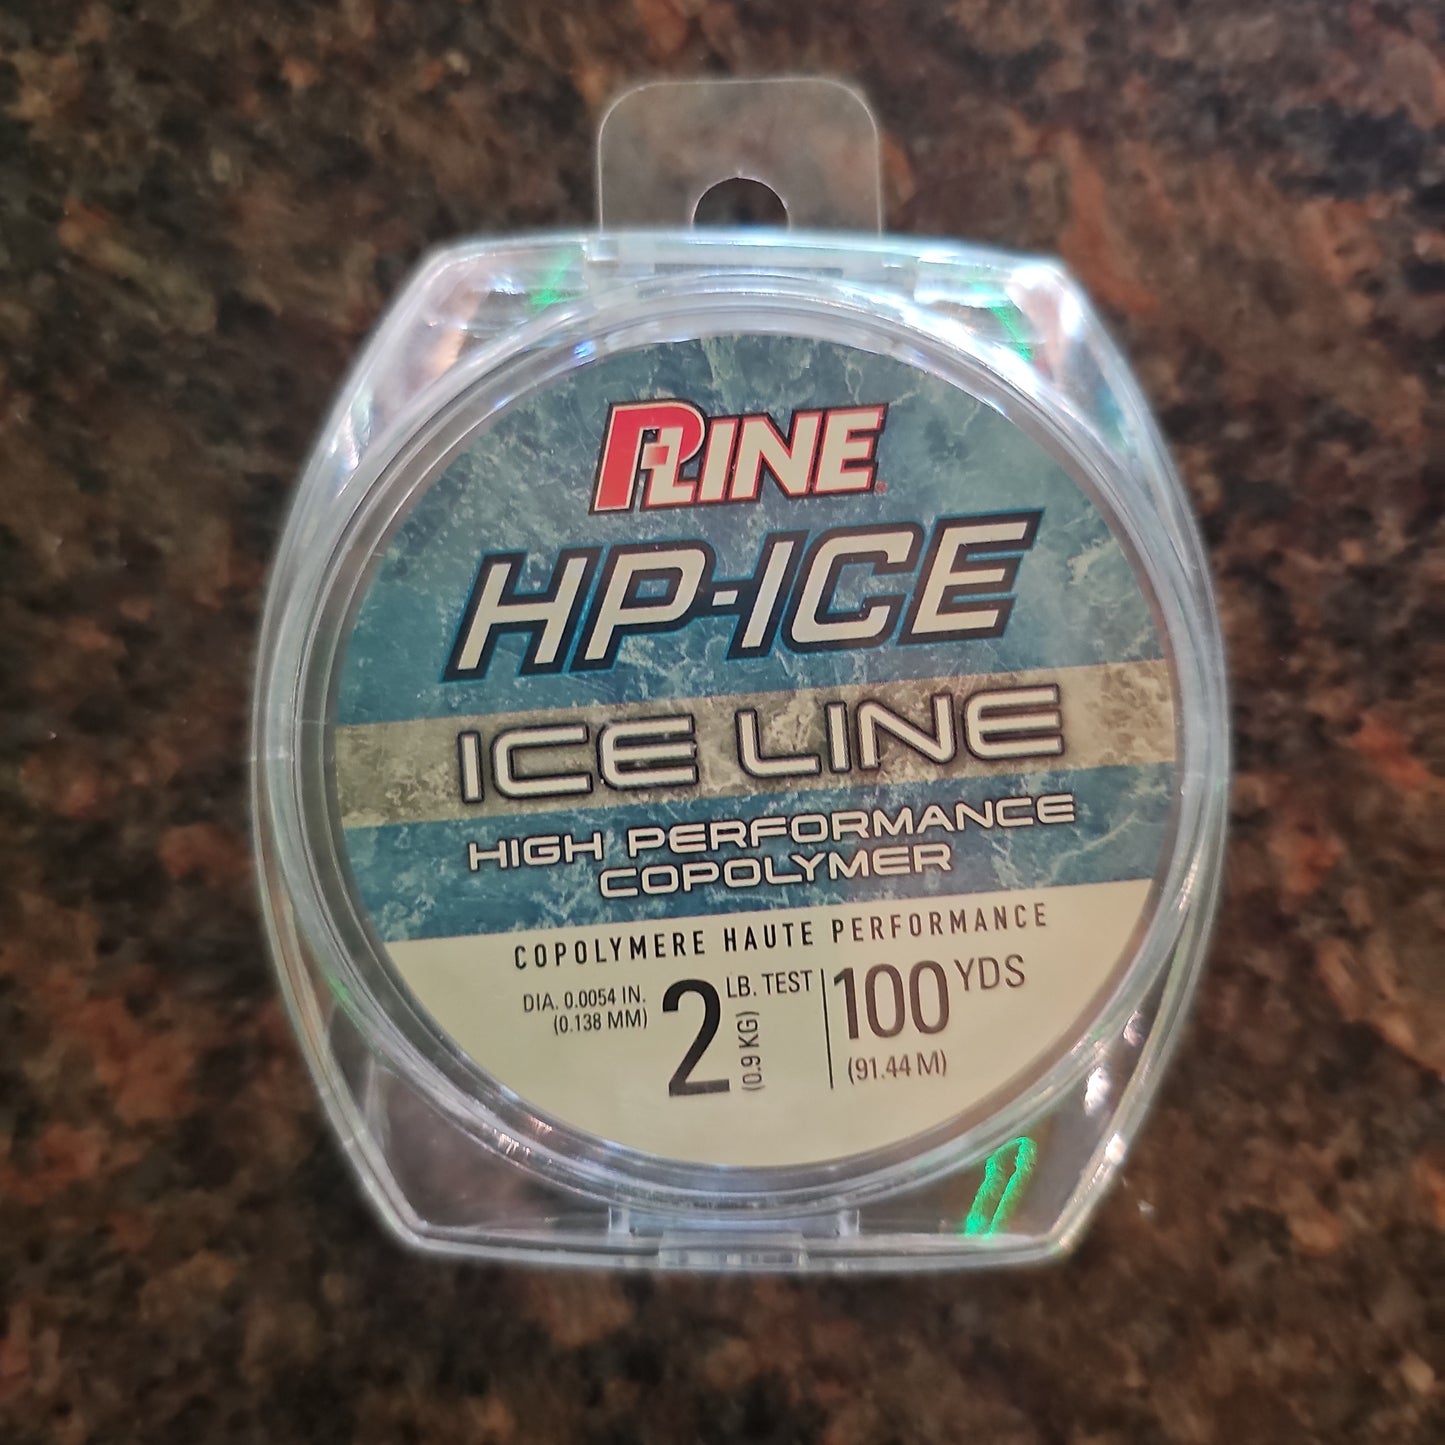 P-LINE®
HP-ICE
ICE LINE
HIGH PERFORMANCE
COPOLYMER
COPOLYMERE HAUTE PERFORMANCE
DIA. 0.0054 IN.
(0.138 MM)
2 LB. TEST
(0.9 KG)
100 YDS
(91.44 M)